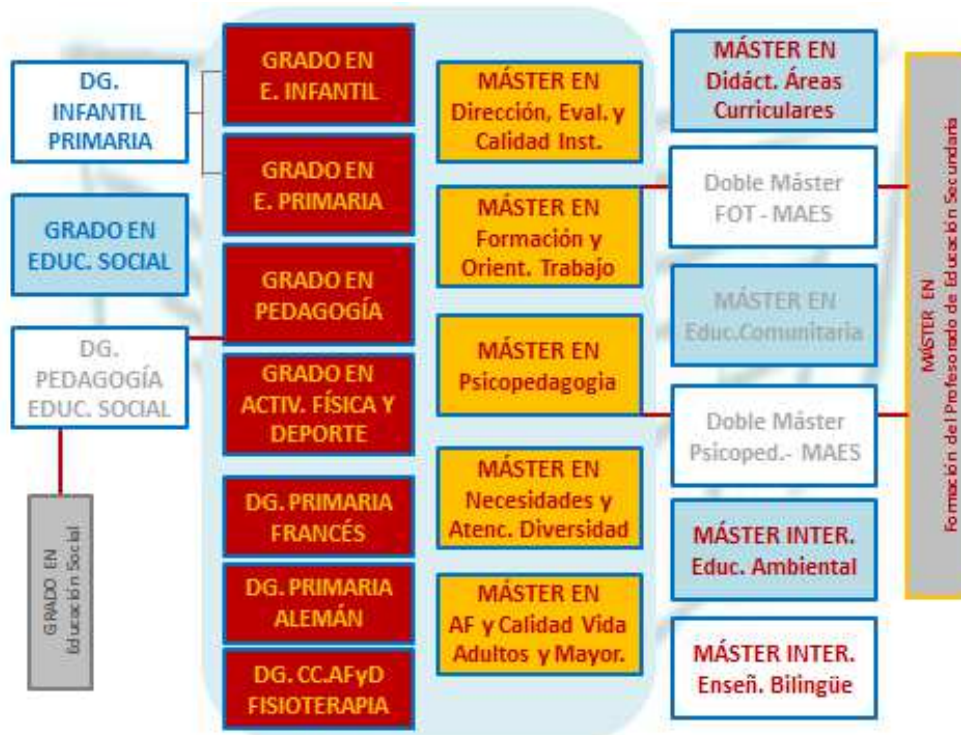 DG.
INFANTIL
PRIMARIA
GRADO EN
EDUC. SOCIAL
DG.
PEDAGOGÍA
EDUC. SOCIAL
GRADO EN
Educación Social
GRADO EN
E. INFANTIL
GRADO EN
E. PRIMARIA
GRADO EN
PEDAGOGÍA
GRADO EN
ACTIV. FÍSICA Y
DEPORTE
DG. PRIMARIA
FRANCÉS
DG. PRIMARIA
ALEMÁN
DG. CC.AFyD
FISIOTERAPIA
MÁSTER EN
Dirección, Eval. y
Calidad Inst.
MÁSTER EN
Formación y
Orient. Trabajo
MÁSTER EN
Psicopedagogia
MÁSTER EN
Necesidades y
Atenc. Diversidad
MÁSTER EN
AF y Calidad Vida
Adultos y Mayor.
MÁSTER EN
Didáct. Áreas
Curriculares
Doble Máster
FOT - MAES
MÁSTER EN
Educ.Comunitaria
Doble Máster
Psicoped.- MAES
MÁSTER INTER.
Educ. Ambiental
MÁSTER INTER.
Enseñ. Bilingüe
MÁSTER EN
Formación del Profesorado de Educación Secundaria